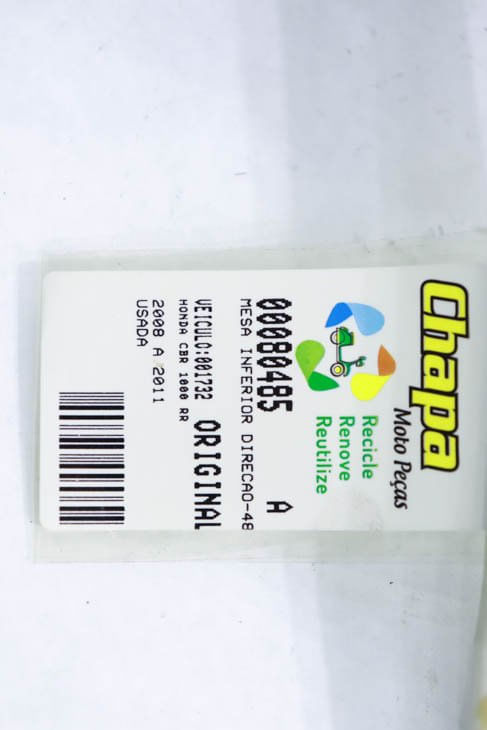 Chapa
Moto Peças
Recicle
Renove
Reutilize
00080485 A
MESA INFERIOR DIRECAO-48
VEICULO:001732 ORIGINAL
HONDA CBR 1000 RR
2008 A 2011
USADA